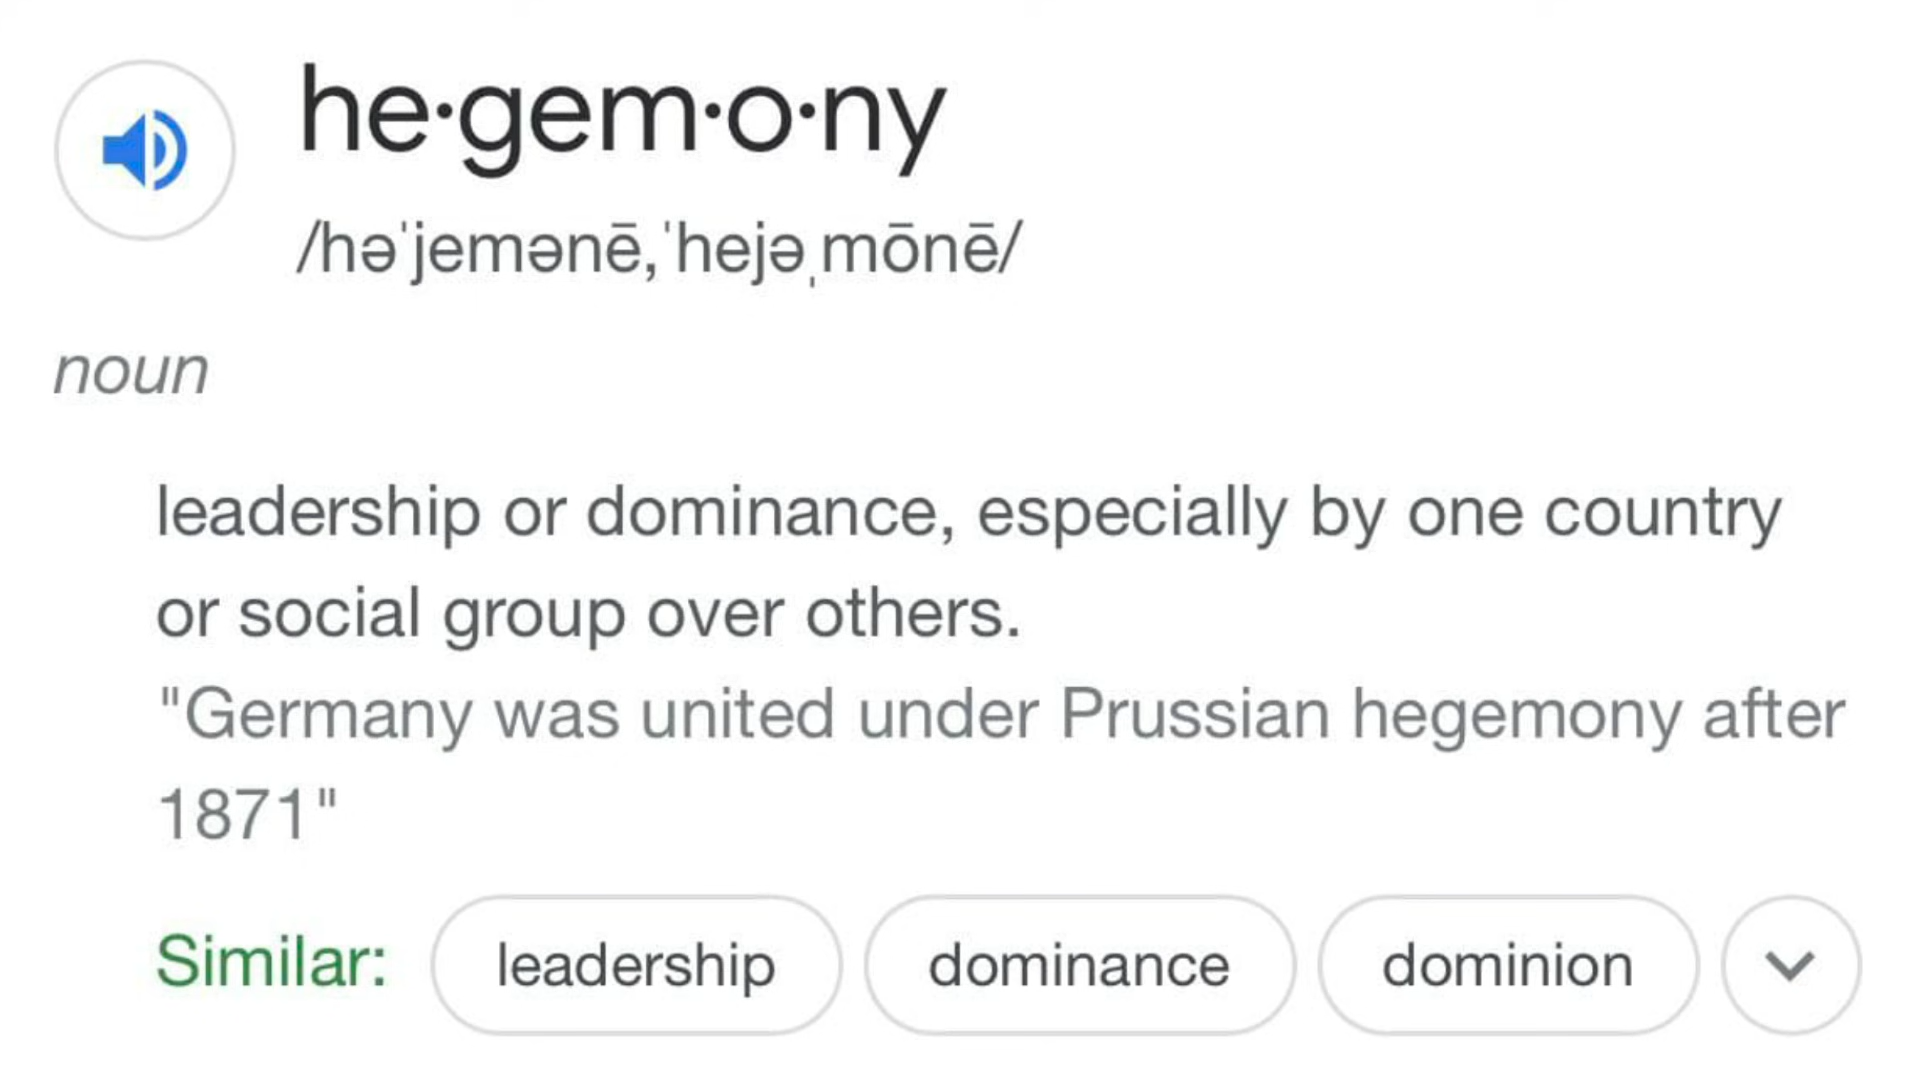 he·gem·o·ny
/həˈjemənē,ˈhejəˌmōnē/
noun
leadership or dominance, especially by one country
or social group over others.
"Germany was united under Prussian hegemony after
1871"
Similar: leadership dominance dominion